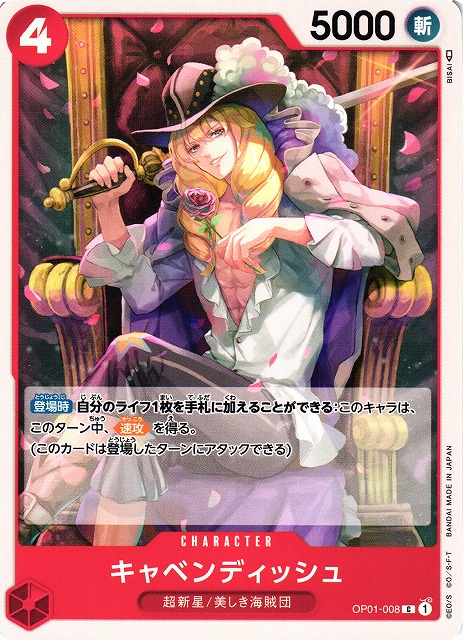 4
5000
斬
BISAI
登場時 自分のライフ1枚を手札に加えることができる：このキャラは、
このターン中、速攻 を得る。
(このカードは登場したターンにアタックできる)
CHARACTER
キャベンディッシュ
超新星/美しき海賊団
OP01-008 C 1
©E.O/S ©O./S・F・T BANDAI MADE IN JAPAN